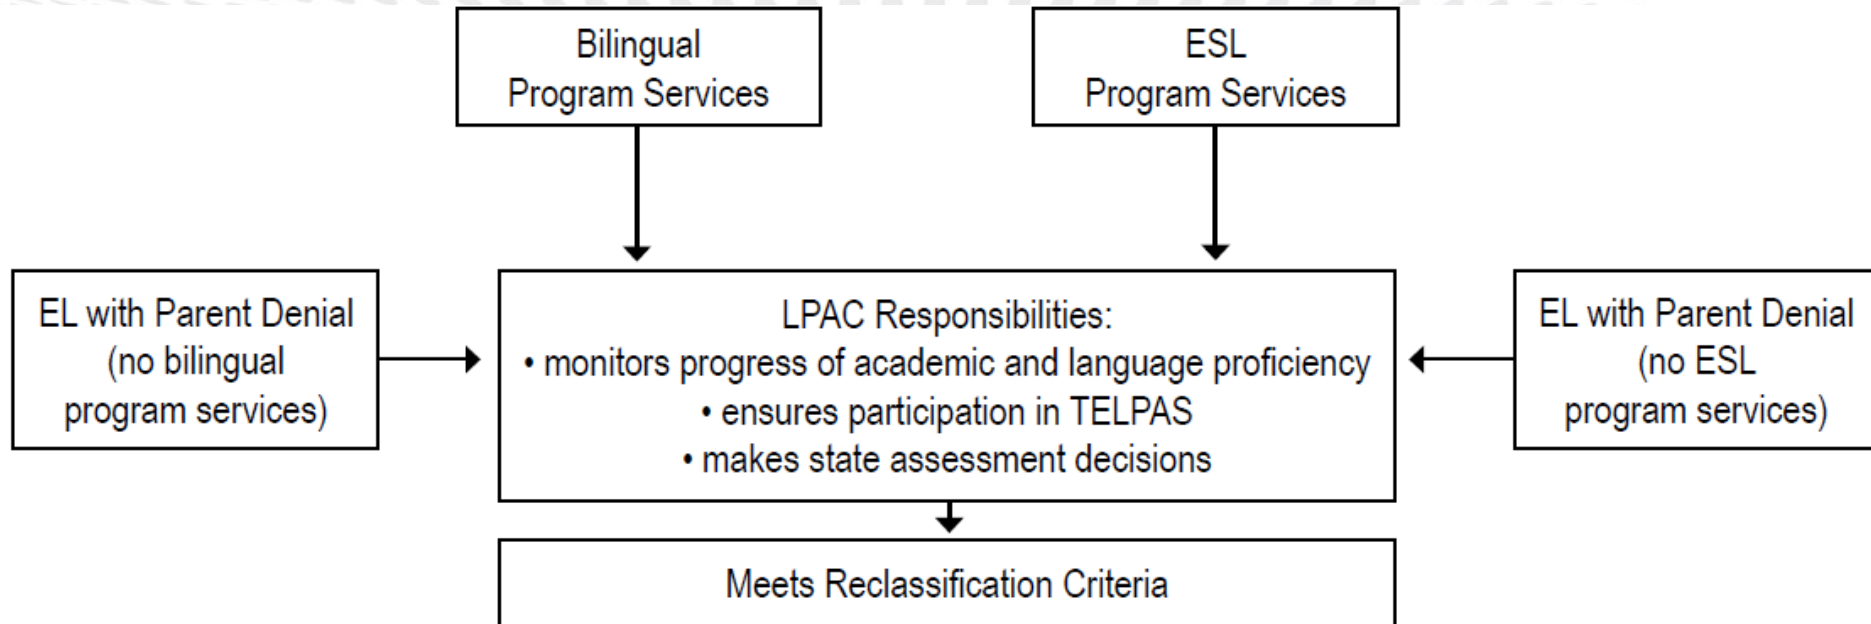 Bilingual
Program Services
ESL
Program Services
EL with Parent Denial
(no bilingual
program services)
LPAC Responsibilities:
• monitors progress of academic and language proficiency
• ensures participation in TELPAS
• makes state assessment decisions
EL with Parent Denial
(no ESL
program services)
Meets Reclassification Criteria